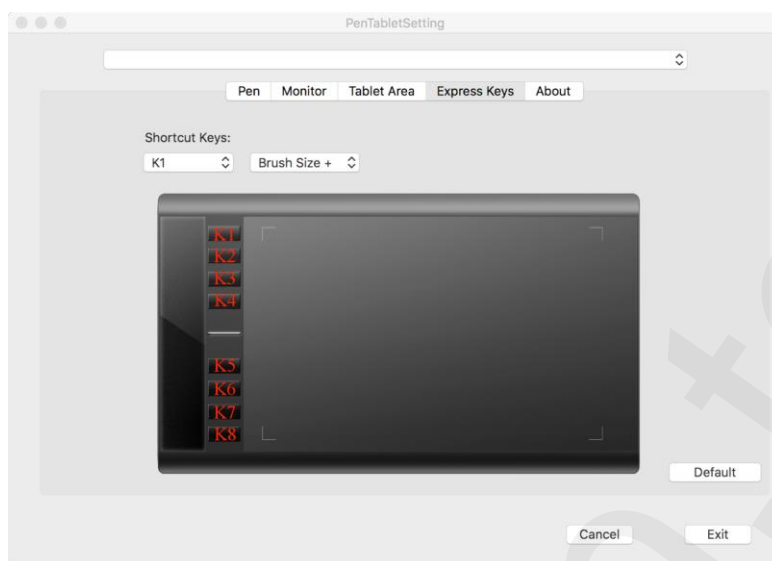 PenTabletSetting
Pen Monitor Tablet Area Express Keys About
Shortcut Keys:
K1 Brush Size +
K1
K2
K3
K4
K5
K6
K7
K8
Default
Cancel Exit